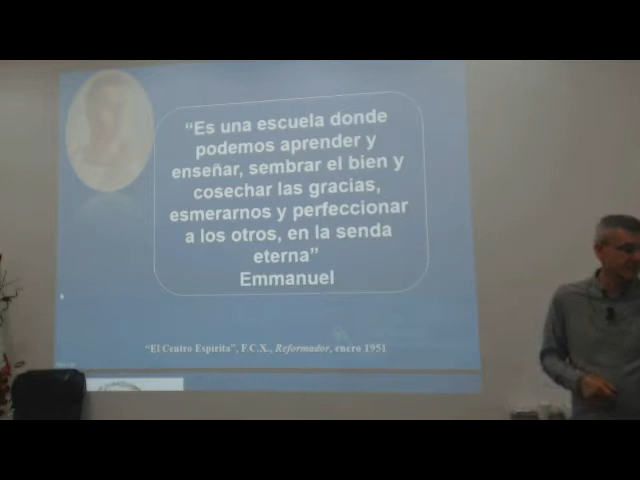 “Es una escuela donde
podemos aprender y
enseñar, sembrar el bien y
cosechar las gracias,
esmerarnos y perfeccionar
a los otros, en la senda
eterna”
Emmanuel
“El Centro Espírita”, F.C.X., Reformador, enero 1951